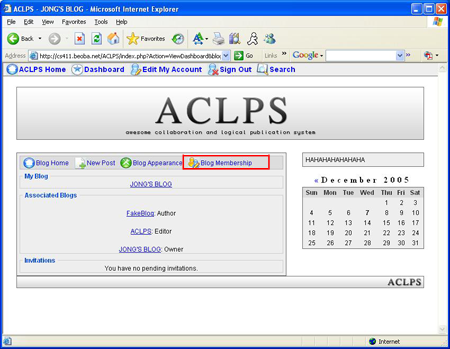 ACLPS - JONG'S BLOG - Microsoft Internet Explorer
File Edit View Favorites Tools Help
Back Search Favorites
Address http://cs411.beoba.net/ACLPS/index.php?Action=ViewDashboard&blog Go Links Google
ACLPS Home Dashboard Edit My Account Sign Out Search
ACLPS
awesome collaboration and logical publication system
Blog Home New Post Blog Appearance Blog Membership
My Blog
JONG'S BLOG
Associated Blogs
FakeBlog: Author
ACLPS: Editor
JONG'S BLOG: Owner
Invitations
You have no pending invitations.
HAHAHAHAHAHAHA
« December 2005
Sun Mon Tue Wed Thu Fri Sat
1 2 3
4 5 6 7 8 9 10
11 12 13 14 15 16 17
18 19 20 21 22 23 24
25 26 27 28 29 30 31
ACLPS
Internet